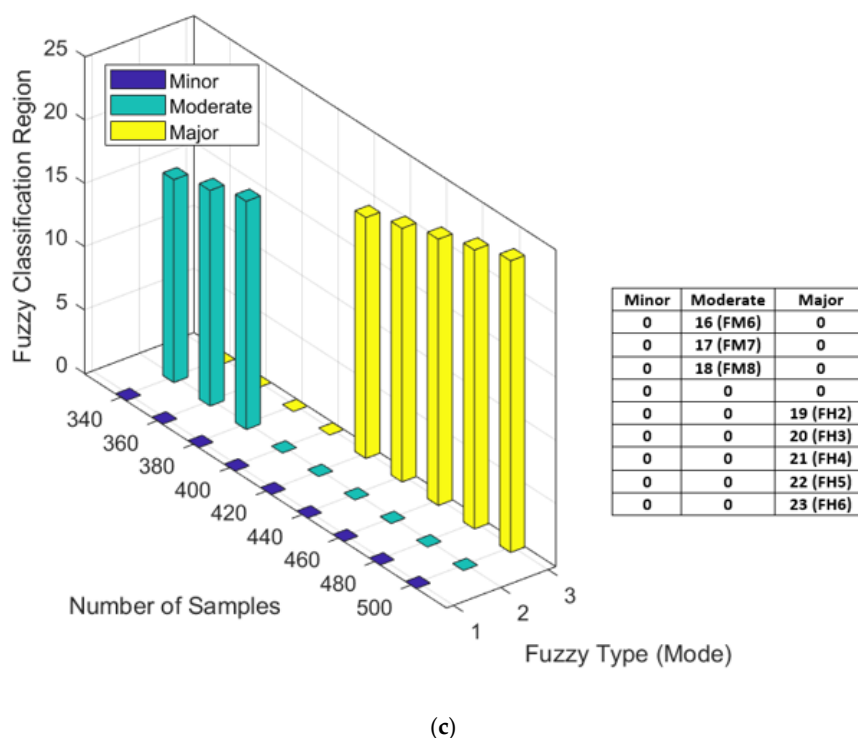 25
20
15
10
5
0
Fuzzy Classification Region
Minor
Moderate
Major
340
360
380
400
420
440
460
480
500
Number of Samples
1
2
3
Fuzzy Type (Mode)
Minor Moderate Major
0 16 (FM6) 0
0 17 (FM7) 0
0 18 (FM8) 0
0 0 0
0 0 19 (FH2)
0 0 20 (FH3)
0 0 21 (FH4)
0 0 22 (FH5)
0 0 23 (FH6)
(c)